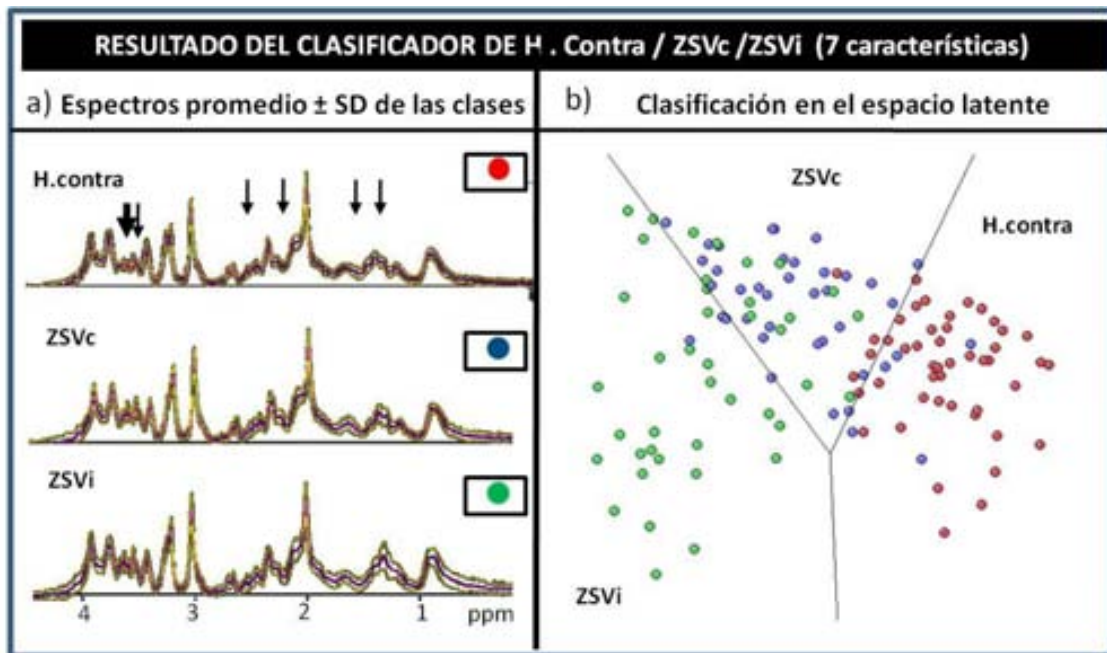 RESULTADO DEL CLASIFICADOR DE H . Contra / ZSVc /ZSVi (7 características)
a) Espectros promedio ± SD de las clases
b) Clasificación en el espacio latente
H.contra
ZSVc
ZSVi
4 3 2 1 ppm
ZSVc
H.contra
ZSVi